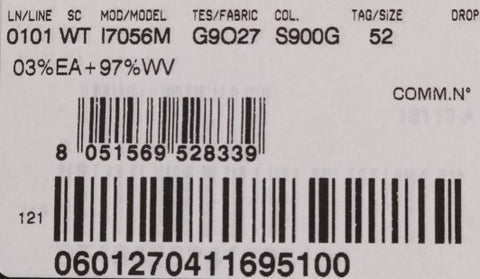 LN/LINE SC MOD/MODEL TES/FABRIC COL. TAG/SIZE DROP
0101 WT I7056M G9027 S900G 52
03%EA+97%WV
COMM.N°
8 051569 528339
121
0601270411695100